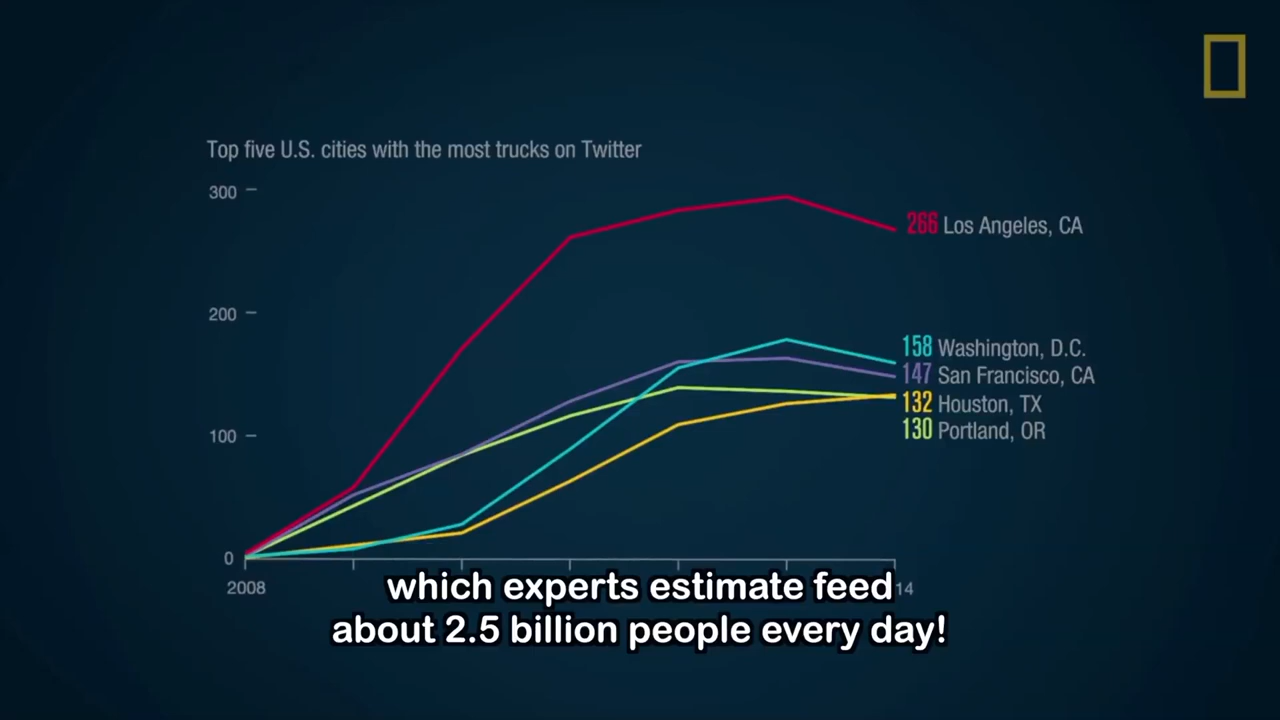 Top five U.S. cities with the most trucks on Twitter
300
266 Los Angeles, CA
200
158 Washington, D.C.
147 San Francisco, CA
132 Houston, TX
100
130 Portland, OR
0
2008
14
which experts estimate feed
about 2.5 billion people every day!